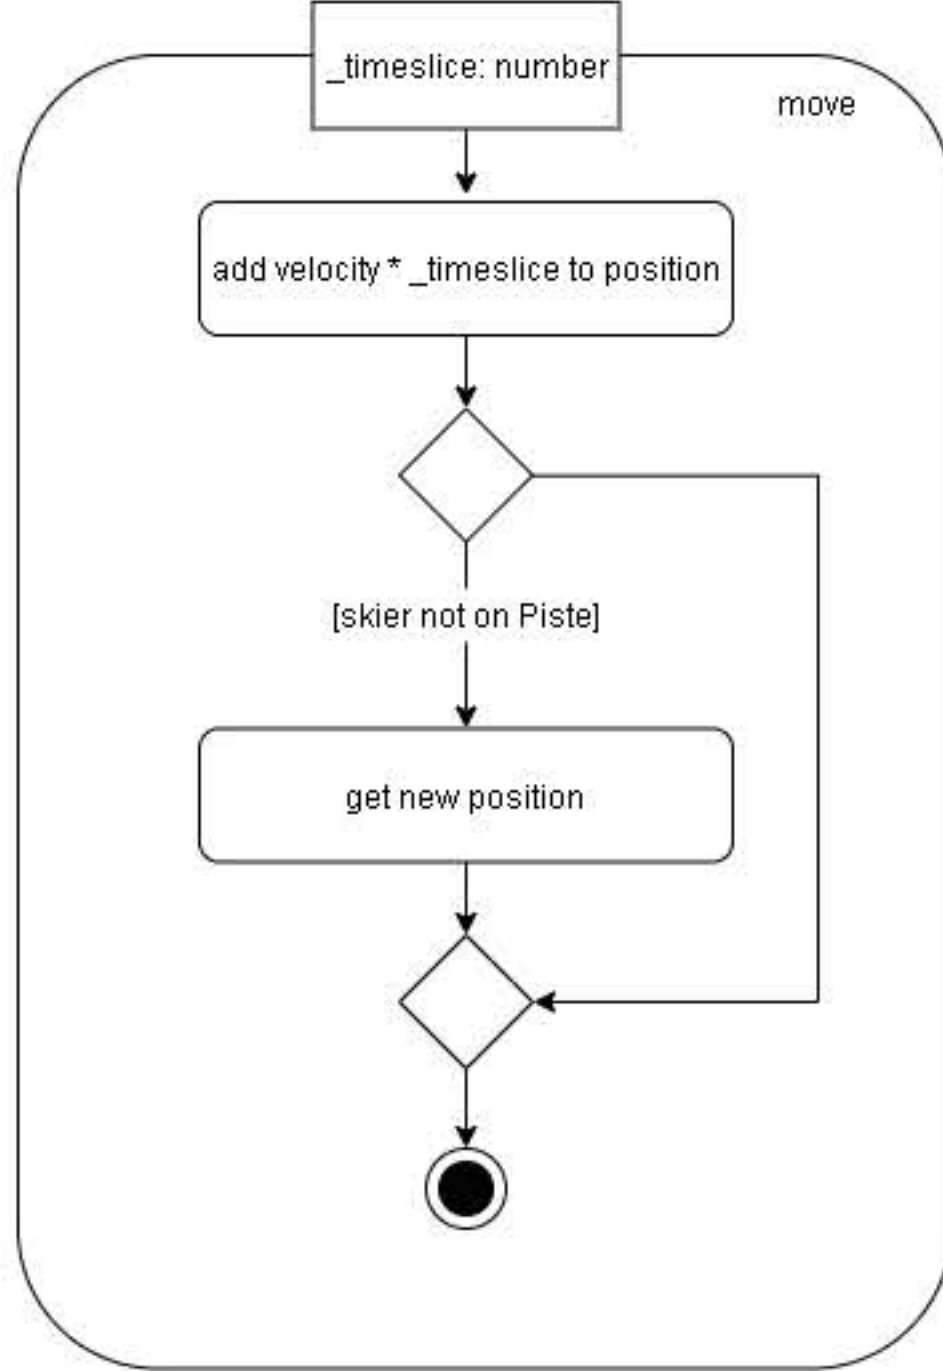 _timeslice: number
move
add velocity * _timeslice to position
[skier not on Piste]
get new position